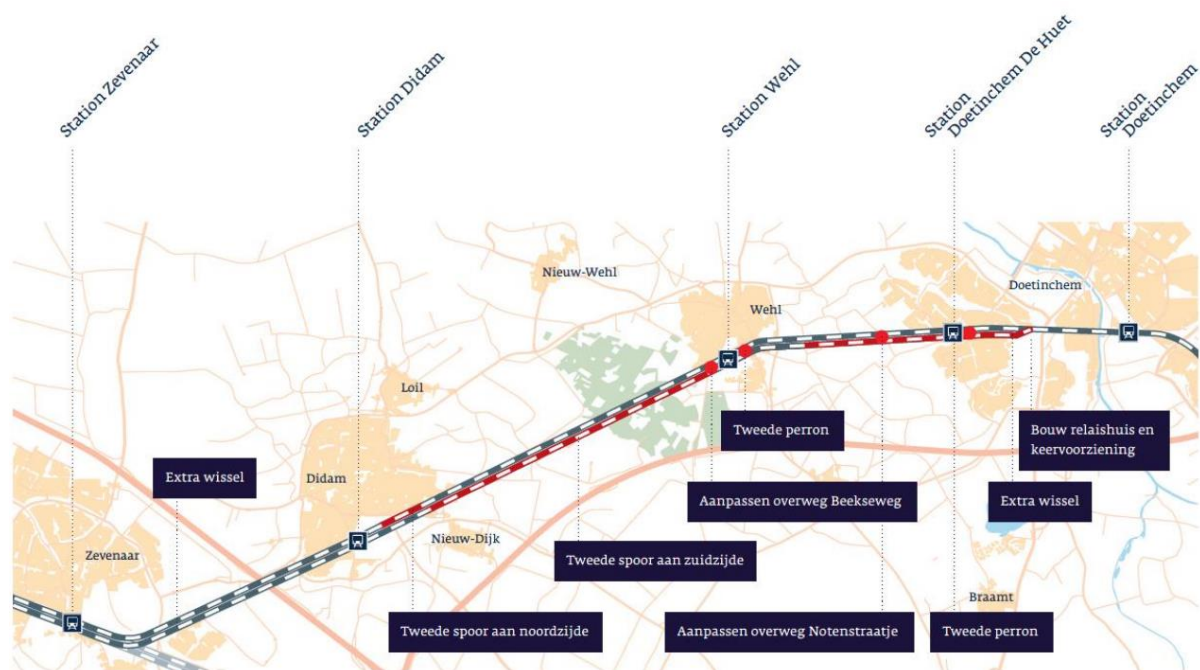 Station Zevenaar
Station Didam
Station Wehl
Station
Doetinchem De Huet
Station
Doetinchem
Nieuw-Wehl
Wehl
Doetinchem
Loil
Didam
Nieuw-Dijk
Zevenaar
Braamt
Extra wissel
Tweede perron
Bouw relaishuis en
keervoorziening
Aanpassen overweg Beekseweg
Extra wissel
Tweede spoor aan zuidzijde
Tweede spoor aan noordzijde
Aanpassen overweg Notenstraatje
Tweede perron